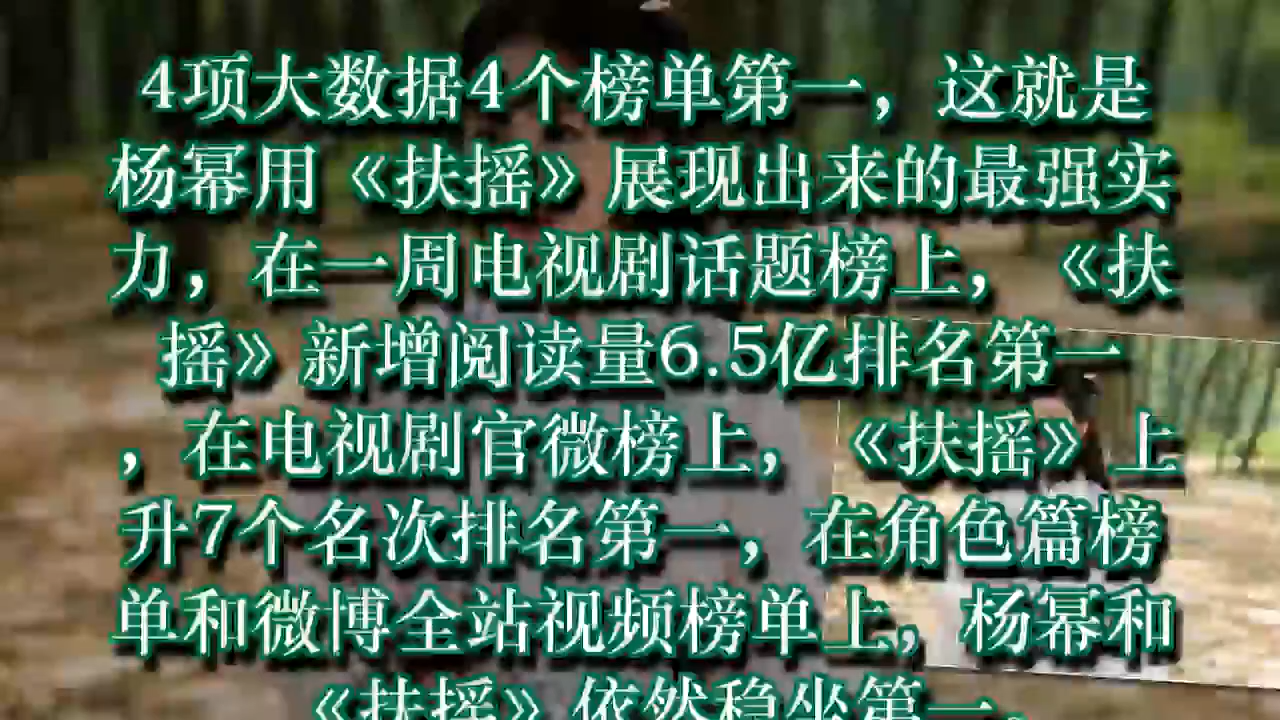 4项大数据4个榜单第一，这就是
杨幂用《扶摇》展现出来的最强实
力，在一周电视剧话题榜上，《扶
摇》新增阅读量6.5亿排名第一
，在电视剧官微榜上，《扶摇》上
升7个名次排名第一，在角色篇榜
单和微博全站视频榜单上，杨幂和
《扶摇》依然稳坐第一。